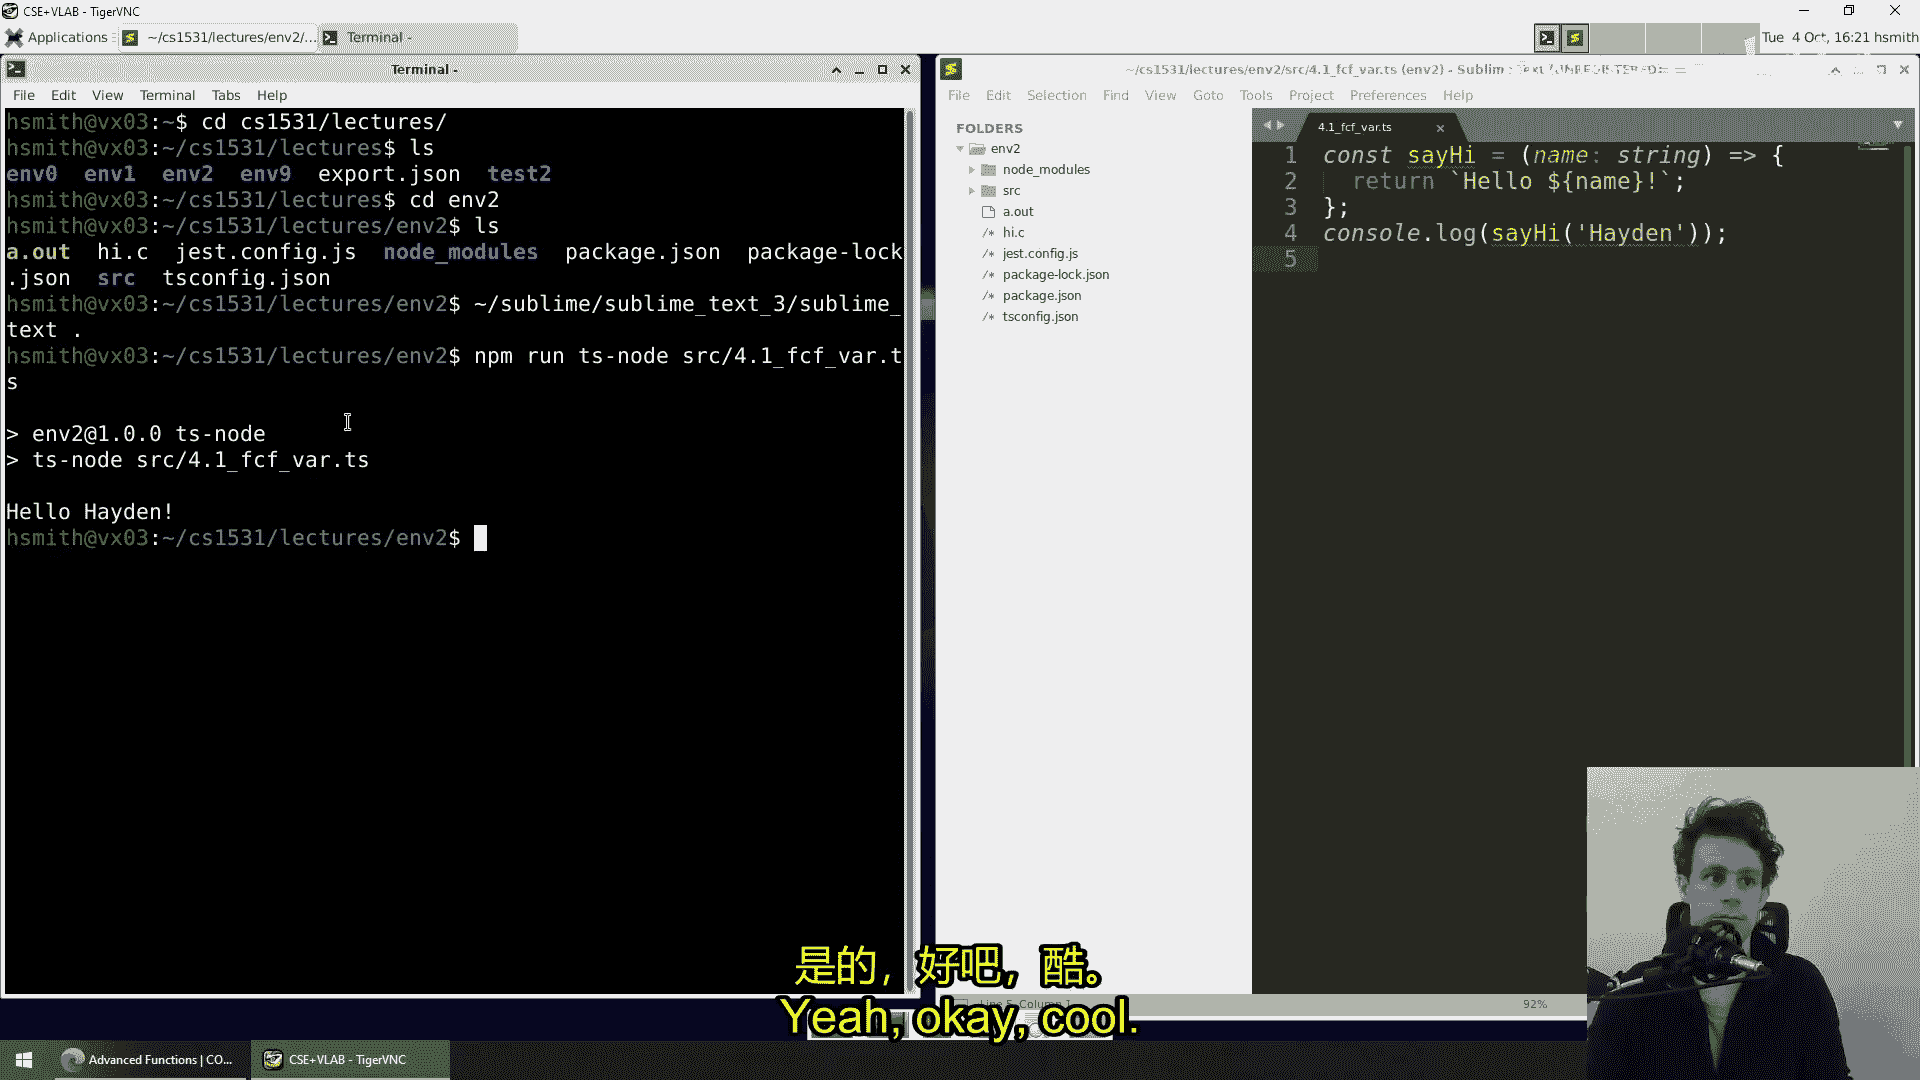 CSE+VLAB - TigerVNC
Applications
~/cs1531/lectures/env2/...
Terminal -
Tue 4 Oct, 16:21 hsmith
Terminal -
File Edit View Terminal Tabs Help
hsmith@vx03:~$ cd cs1531/lectures/
hsmith@vx03:~/cs1531/lectures$ ls
env0 env1 env2 env9 export.json test2
hsmith@vx03:~/cs1531/lectures$ cd env2
hsmith@vx03:~/cs1531/lectures/env2$ ls
a.out hi.c jest.config.js node_modules package.json package-lock
.json src tsconfig.json
hsmith@vx03:~/cs1531/lectures/env2$ ~/sublime/sublime_text_3/sublime_
text .
hsmith@vx03:~/cs1531/lectures/env2$ npm run ts-node src/4.1_fcf_var.t
s
> env2@1.0.0 ts-node
> ts-node src/4.1_fcf_var.ts
Hello Hayden!
hsmith@vx03:~/cs1531/lectures/env2$
~/cs1531/lectures/env2/src/4.1_fcf_var.ts (env2) - Sublime Text
File Edit Selection Find View Goto Tools Project Preferences Help
FOLDERS
env2
node_modules
src
a.out
/* hi.c
/* jest.config.js
/* package-lock.json
/* package.json
/* tsconfig.json
4.1_fcf_var.ts
1 const sayHi = (name: string) => {
2 return `Hello ${name}!`;
3 };
4 console.log(sayHi('Hayden'));
5
92%
是的，好吧，酷。
Yeah, okay, cool.
Advanced Functions | CO...
CSE+VLAB - TigerVNC